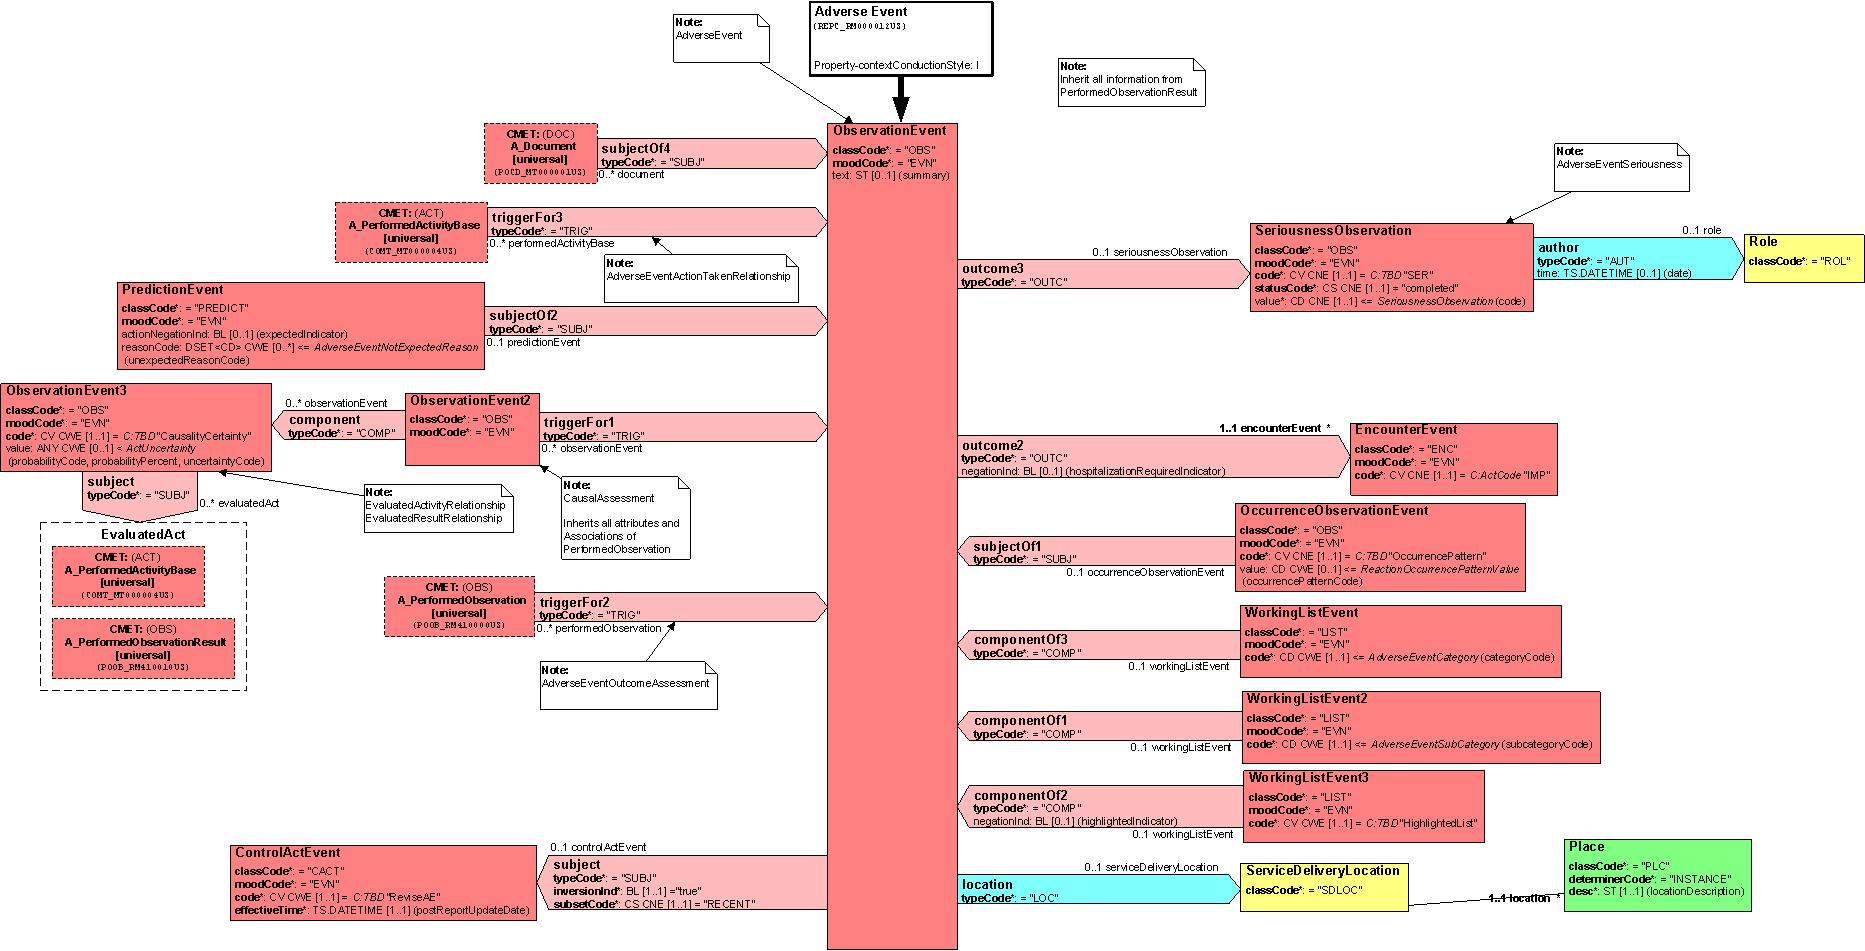 Adverse Event
(REPC_RM000012US)
Property-contextConductionStyle: I
Note:
AdverseEvent
Note:
Inherit all information from
PerformedObservationResult
ObservationEvent
classCode*: = "OBS"
moodCode*: = "EVN"
text: ST [0..1] (summary)
CMET: (DOC)
A_Document
[universal]
(POCD_MT000001US)
subjectOf4
typeCode*: = "SUBJ"
0..* document
CMET: (ACT)
A_PerformedActivityBase
[universal]
(COMT_MT000004US)
triggerFor3
typeCode*: = "TRIG"
0..* performedActivityBase
Note:
AdverseEventActionTakenRelationship
PredictionEvent
classCode*: = "PREDICT"
moodCode*: = "EVN"
actionNegationInd: BL [0..1] (expectedIndicator)
reasonCode: DSET<CD> CWE [0..*] <= AdverseEventNotExpectedReason
(unexpectedReasonCode)
subjectOf2
typeCode*: = "SUBJ"
0..1 predictionEvent
ObservationEvent3
classCode*: = "OBS"
moodCode*: = "EVN"
code*: CV CWE [1..1] = C:TBD"CausalityCertainty"
value: ANY CWE [0..1] < ActUncertainty
(probabilityCode, probabilityPercent, uncertaintyCode)
0..* observationEvent
component
typeCode*: = "COMP"
ObservationEvent2
classCode*: = "OBS"
moodCode*: = "EVN"
triggerFor1
typeCode*: = "TRIG"
0..* observationEvent
subject
typeCode*: = "SUBJ"
0..* evaluatedAct
Note:
EvaluatedActivityRelationship
EvaluatedResultRelationship
Note:
CausalAssessment
Inherits all attributes and
Associations of
PerformedObservation
EvaluatedAct
CMET: (ACT)
A_PerformedActivityBase
[universal]
(COMT_MT000004US)
CMET: (OBS)
A_PerformedObservationResult
[universal]
(POOB_RM410010US)
CMET: (OBS)
A_PerformedObservation
[universal]
(POOB_RM410000US)
triggerFor2
typeCode*: = "TRIG"
0..* performedObservation
Note:
AdverseEventOutcomeAssessment
ControlActEvent
classCode*: = "CACT"
moodCode*: = "EVN"
code*: CV CWE [1..1] = C:TBD"ReviseAE"
effectiveTime*: TS.DATETIME [1..1] (postReportUpdateDate)
0..1 controlActEvent
subject
typeCode*: = "SUBJ"
inversionInd*: BL [1..1] ="true"
subsetCode*: CS CNE [1..1] = "RECENT"
Note:
AdverseEventSeriousness
0..1 seriousnessObservation
outcome3
typeCode*: = "OUTC"
SeriousnessObservation
classCode*: = "OBS"
moodCode*: = "EVN"
code*: CV CNE [1..1] = C:TBD"SER"
statusCode*: CS CNE [1..1] = "completed"
value*: CD CNE [1..1] <= SeriousnessObservation (code)
0..1 role
author
typeCode*: = "AUT"
time: TS.DATETIME [0..1] (date)
Role
classCode*: = "ROL"
1..1 encounterEvent *
outcome2
typeCode*: = "OUTC"
negationInd: BL [0..1] (hospitalizationRequiredIndicator)
EncounterEvent
classCode*: = "ENC"
moodCode*: = "EVN"
code*: CV CNE [1..1] = C:ActCode "IMP"
subjectOf1
typeCode*: = "SUBJ"
0..1 occurrenceObservationEvent
OccurrenceObservationEvent
classCode*: = "OBS"
moodCode*: = "EVN"
code*: CV CNE [1..1] = C:TBD"OccurrencePattern"
value: CD CWE [0..1] <= ReactionOccurrencePatternValue
(occurrencePatternCode)
componentOf3
typeCode*: = "COMP"
0..1 workingListEvent
WorkingListEvent
classCode*: = "LIST"
moodCode*: = "EVN"
code*: CD CWE [1..1] <= AdverseEventCategory (categoryCode)
componentOf1
typeCode*: = "COMP"
0..1 workingListEvent
WorkingListEvent2
classCode*: = "LIST"
moodCode*: = "EVN"
code*: CD CWE [1..1] <= AdverseEventSubCategory (subcategoryCode)
componentOf2
typeCode*: = "COMP"
negationInd: BL [0..1] (highlightedIndicator)
0..1 workingListEvent
WorkingListEvent3
classCode*: = "LIST"
moodCode*: = "EVN"
code*: CV CWE [1..1] = C:TBD"HighlightedList"
0..1 serviceDeliveryLocation
location
typeCode*: = "LOC"
ServiceDeliveryLocation
classCode*: = "SDLOC"
1..1 location *
Place
classCode*: = "PLC"
determinerCode*: = "INSTANCE"
desc*: ST [1..1] (locationDescription)